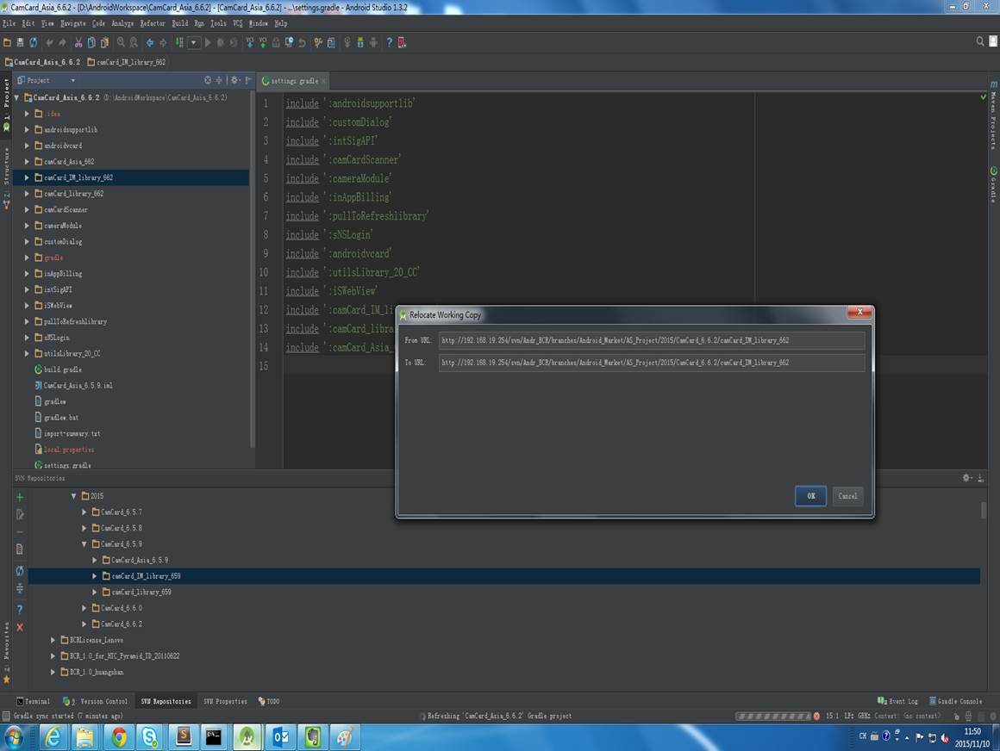 CamCard_Asia_6.6.2 - [D:\AndroidWorkspace\CamCard_Asia_6.6.2] - [CamCard_Asia_6.6.2] - ...\settings.gradle - Android Studio 1.3.2
File Edit View Navigate Code Analyze Refactor Build Run Tools VCS Window Help
CamCard_Asia_6.6.2 camCard_IM_library_662
Project
settings.gradle
1: Project
Structure
2: Favorites
Maven Projects
Gradle
CamCard_Asia_6.6.2 (D:\AndroidWorkspace\CamCard_Asia_6.6.2)
.idea
androidsupportlib
androidvcard
camCard_Asia_662
camCard_IM_library_662
camCard_library_662
camCardScanner
cameraModule
customDialog
gradle
inAppBilling
intSigAPI
iSWebView
pullToRefreshlibrary
sNSLogin
utilsLibrary_20_CC
build.gradle
CamCard_Asia_6.5.9.iml
gradlew
gradlew.bat
import-summary.txt
local.properties
settings.gradle
1 include ':androidsupportlib'
2 include ':customDialog'
3 include ':intSigAPI'
4 include ':camCardScanner'
5 include ':cameraModule'
6 include ':inAppBilling'
7 include ':pullToRefreshlibrary'
8 include ':sNSLogin'
9 include ':androidvcard'
10 include ':utilsLibrary_20_CC'
11 include ':iSWebView'
12 include ':camCard_IM_li
13 include ':camCard_libra
14 include ':camCard_Asia_
15
Relocate Working Copy
From URL: http://192.168.19.254/svn/Andr_BCR/branches/Android_Market/AS_Project/2015/CamCard_6.6.2/camCard_IM_library_662
To URL: http://192.168.19.254/svn/Andr_BCR/branches/Android_Market/AS_Project/2015/CamCard_6.6.2/camCard_IM_library_662
OK Cancel
SVN Repositories
2015
CamCard_6.5.7
CamCard_6.5.8
CamCard_6.5.9
CamCard_Asia_6.5.9
camCard_IM_library_659
camCard_library_659
CamCard_6.6.0
CamCard_6.6.2
BCRLicense_Lenovo
BCR_1.0_for_HTC_Pyramid_TD_20110622
BCR_1.0_huangshan
Terminal 9: Version Control SVN Repositories SVN Properties TODO Event Log Gradle Console
Gradle sync started (7 minutes ago) Refreshing 'CamCard_Asia_6.6.2' Gradle project 15:1 LF: GBK: Context: <no context>
CH 11:50
2015/11/10